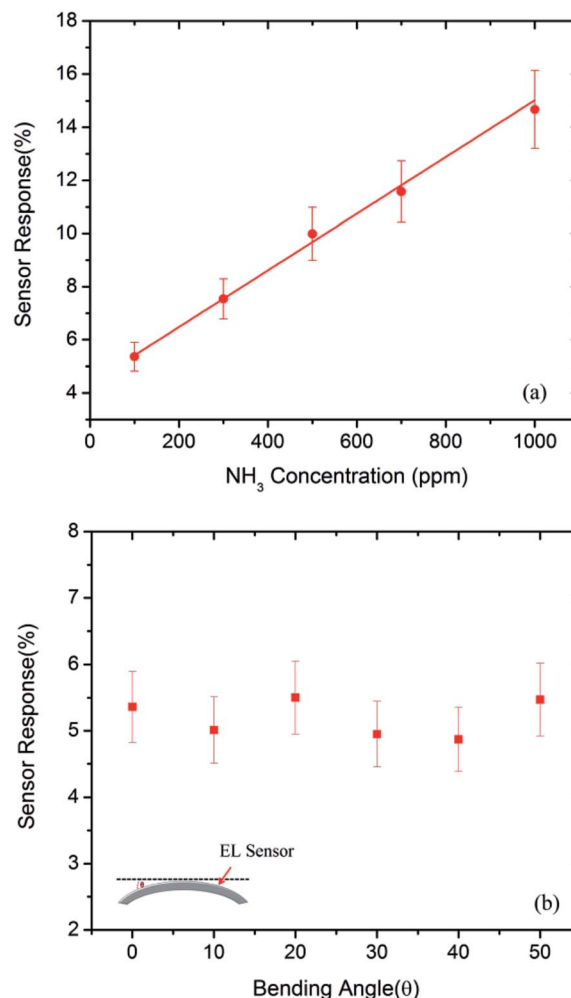 18
16
14
12
10
8
6
4
Sensor Response(%)
(a)
0 200 400 600 800 1000
NH₃ Concentration (ppm)
8
7
6
5
4
3
2
Sensor Response(%)
EL Sensor
θ
(b)
0 10 20 30 40 50
Bending Angle(θ)